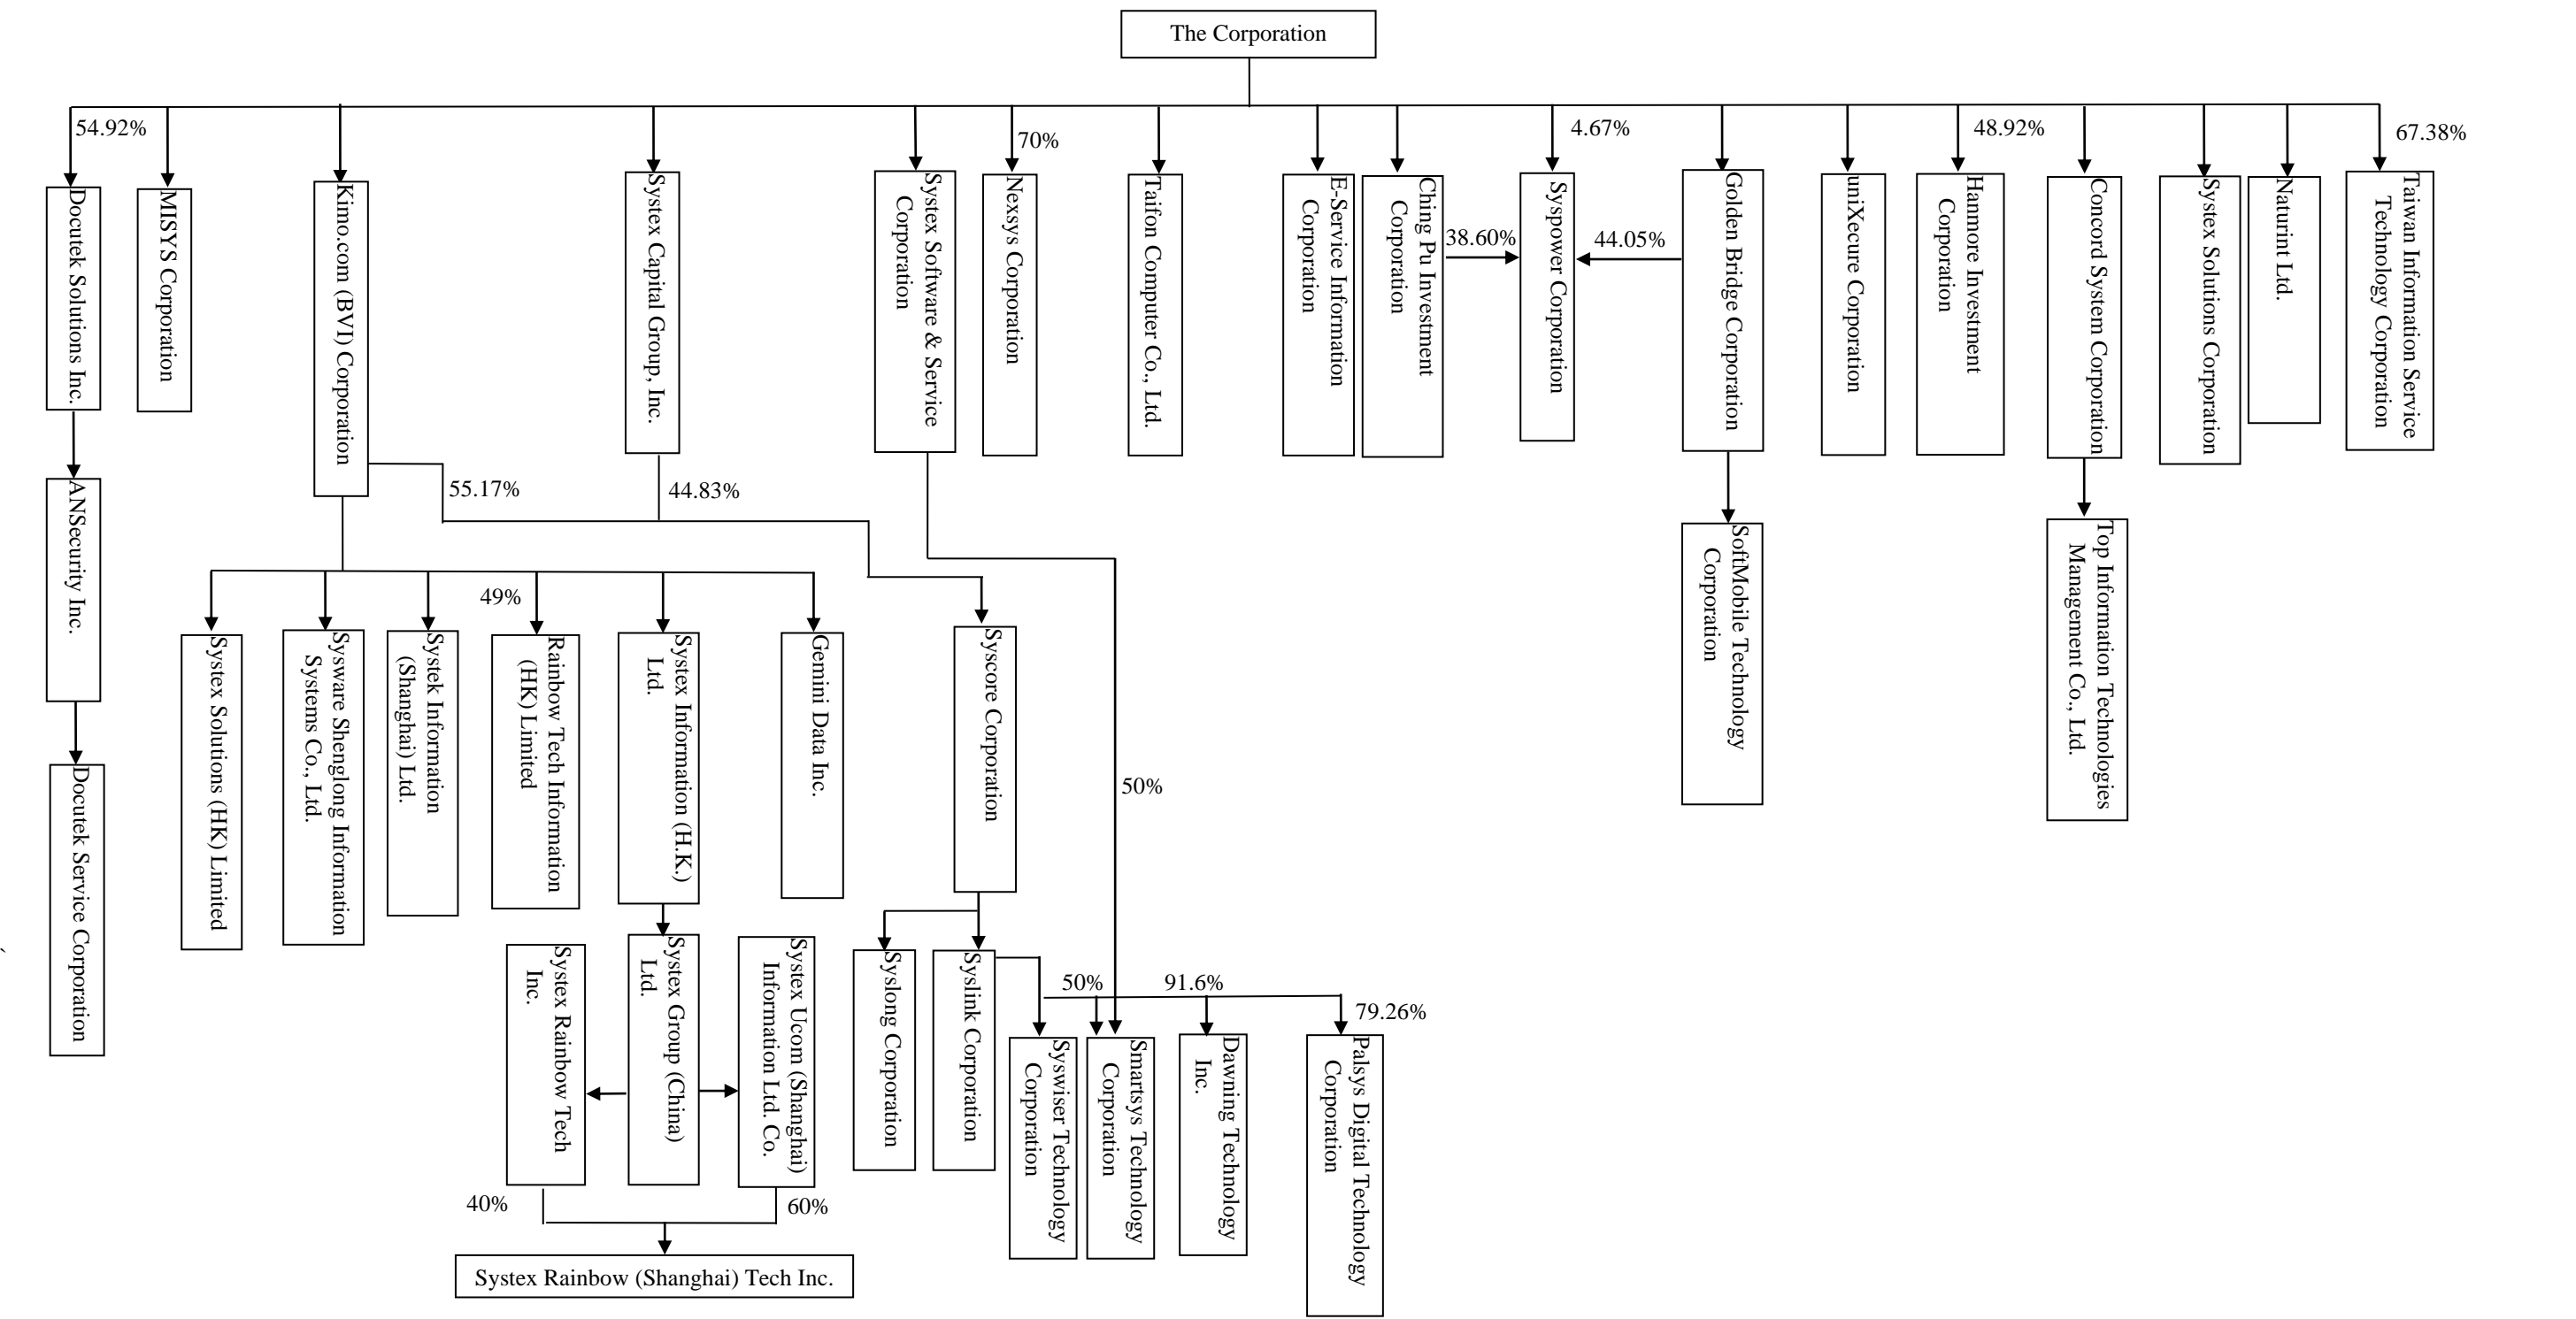 The Corporation
54.92%
70%
4.67%
48.92%
67.38%
Docutek Solutions Inc.
MISYS Corporation
Kimo.com (BVI) Corporation
Systex Capital Group, Inc.
Systex Software & Service
Corporation
Nexsys Corporation
Taifon Computer Co., Ltd.
E-Service Information
Corporation
Ching Pu Investment
Corporation
38.60%
Syspower Corporation
44.05%
Golden Bridge Corporation
uniXecure Corporation
Hanmore Investment
Corporation
Concord System Corporation
Systex Solutions Corporation
Naturint Ltd.
Taiwan Information Service
Technology Corporation
55.17%
44.83%
ANSecurity Inc.
SoftMobile Technology
Corporation
Top Information Technologies
Management Co., Ltd.
49%
Systex Solutions (HK) Limited
Sysware Shenglong Information
Systems Co., Ltd.
Systek Information
(Shanghai) Ltd.
Rainbow Tech Information
(HK) Limited
Systex Information (H.K.)
Ltd.
Gemini Data Inc.
Syscore Corporation
50%
Docutek Service Corporation
`
Systex Rainbow Tech
Inc.
Systex Group (China)
Ltd.
Systex Ucom (Shanghai)
Information Ltd. Co.
Syslong Corporation
Syslink Corporation
50%
91.6%
79.26%
Syswiser Technology
Corporation
Smartsys Technology
Corporation
Dawning Technology
Inc.
Palsys Digital Technology
Corporation
40%
60%
Systex Rainbow (Shanghai) Tech Inc.